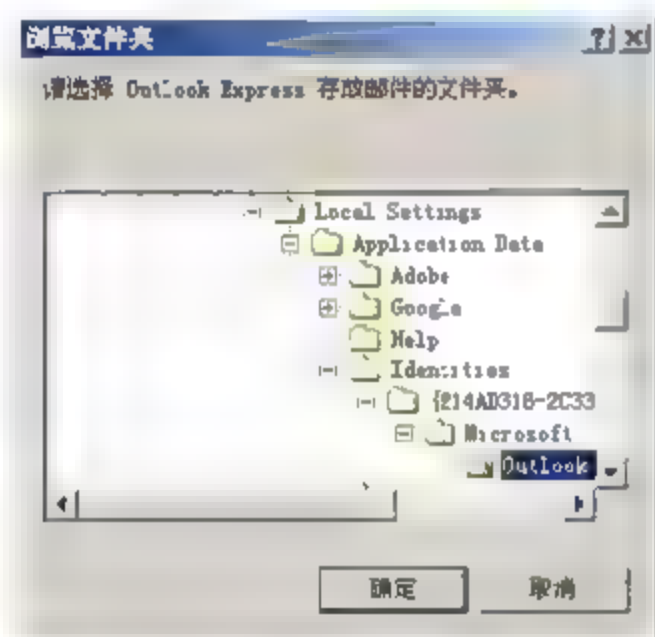 浏览文件夹
请选择 Outlook Express 存放邮件的文件夹。
Local Settings
Application Data
Adobe
Google
Help
Identities
{214AD318-2C33
Microsoft
Outlook
确定
取消